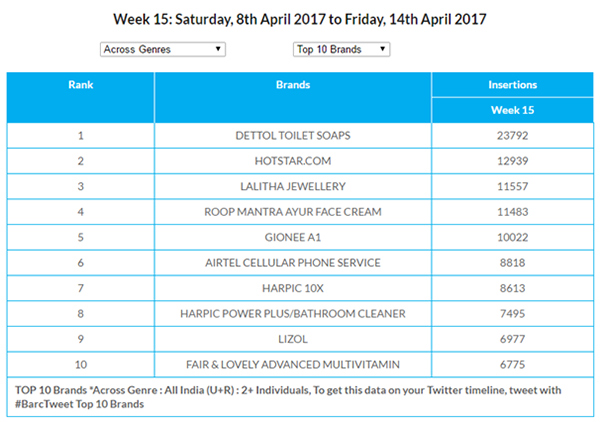 Week 15: Saturday, 8th April 2017 to Friday, 14th April 2017
Across Genres Top 10 Brands
Rank Brands Insertions
Week 15
1 DETTOL TOILET SOAPS 23792
2 HOTSTAR.COM 12939
3 LALITHA JEWELLERY 11557
4 ROOP MANTRA AYUR FACE CREAM 11483
5 GIONEE A1 10022
6 AIRTEL CELLULAR PHONE SERVICE 8818
7 HARPIC 10X 8613
8 HARPIC POWER PLUS/BATHROOM CLEANER 7495
9 LIZOL 6977
10 FAIR & LOVELY ADVANCED MULTIVITAMIN 6775
TOP 10 Brands *Across Genre : All India (U+R) : 2+ Individuals, To get this data on your Twitter timeline, tweet with
#BarcTweet Top 10 Brands